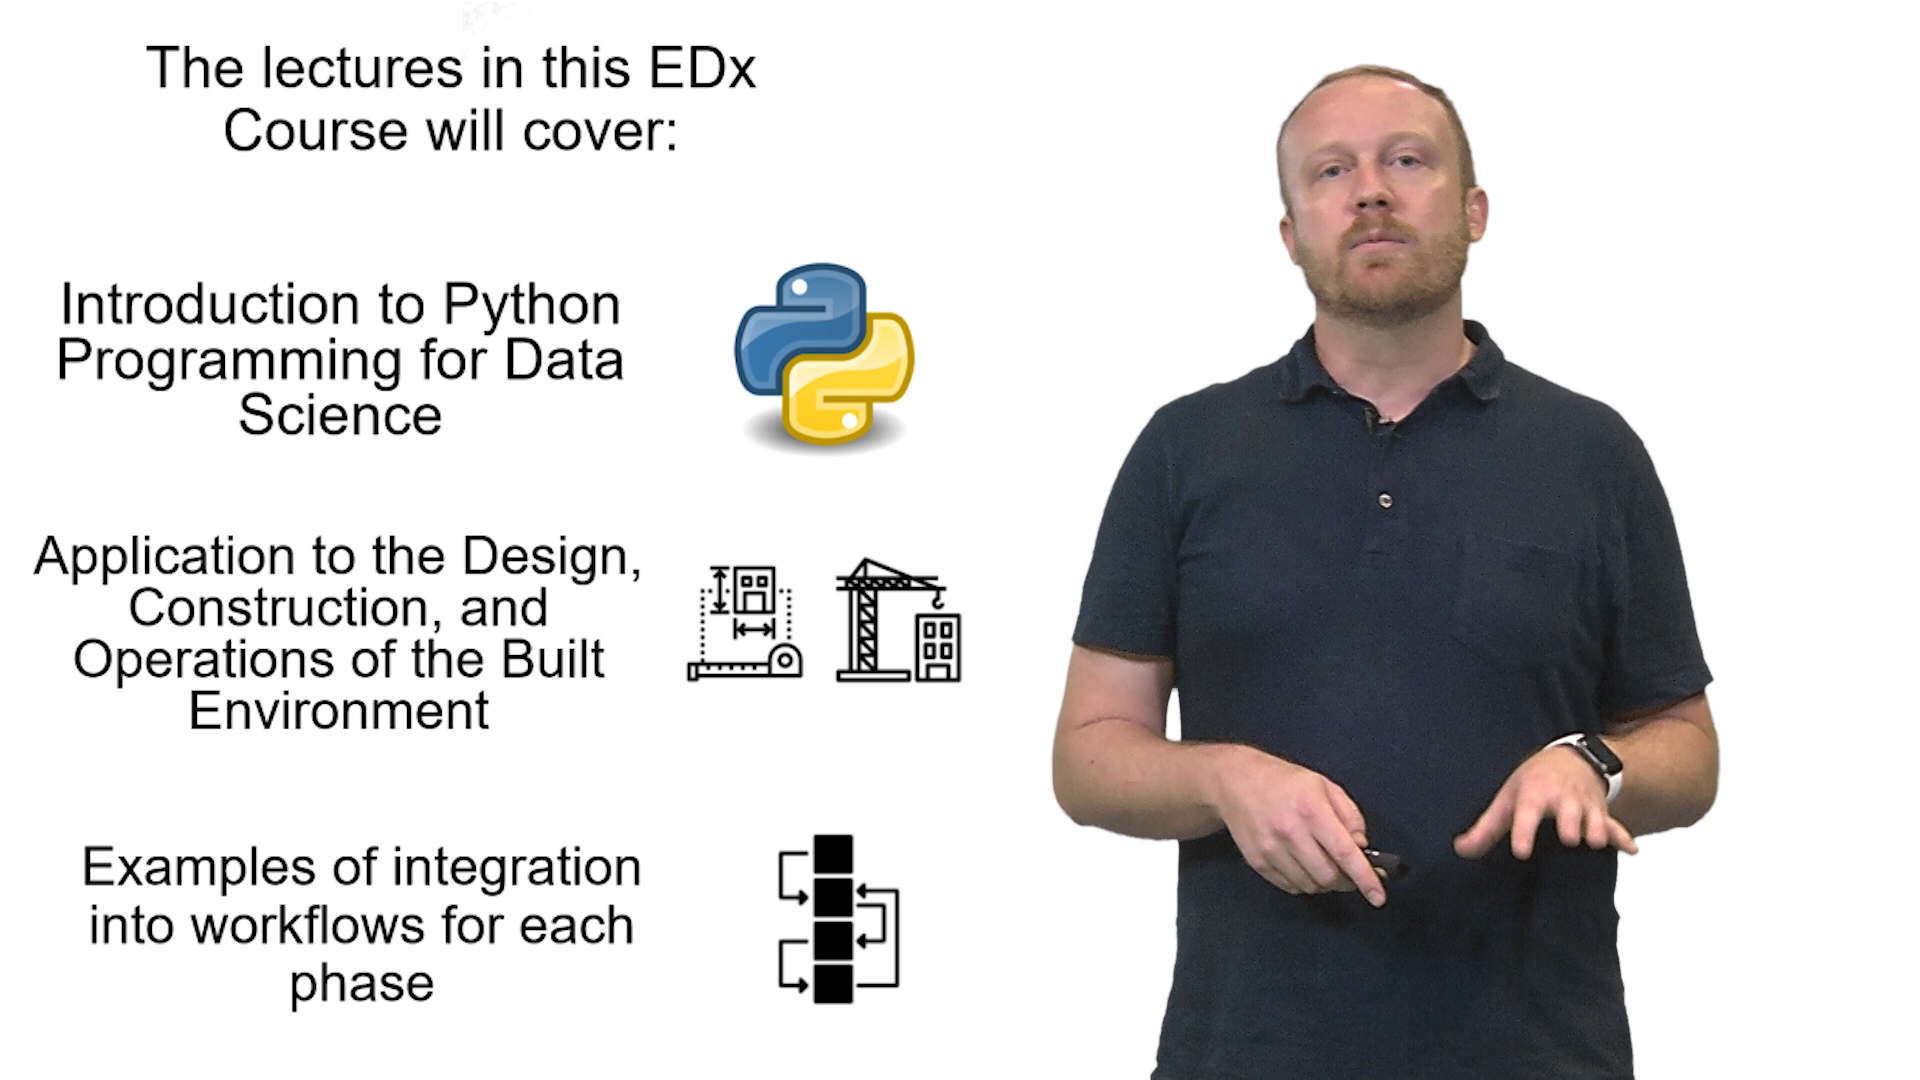 The lectures in this EDx
Course will cover:
Introduction to Python
Programming for Data
Science
Application to the Design,
Construction, and
Operations of the Built
Environment
Examples of integration
into workflows for each
phase